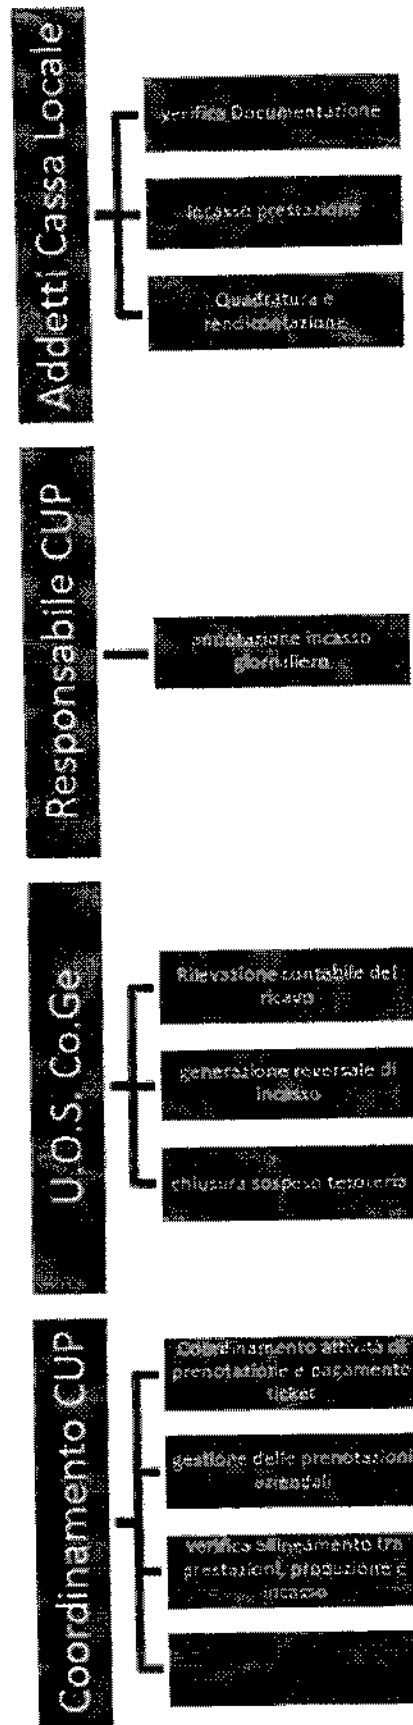 Addetti Cassa Locale
verifica Documentazione
Incasso prestazione
Quadratura e
rendicontazione
Responsabile CUP
annotazione incasso
giornaliero
U.O.S. Co.Ge
Rilevazione contabile del
ricavo
generazione reversale di
incasso
chiusura sospeso tesoreria
Coordinamento CUP
Coordinamento attività di
prenotazione e pagamento
ticket
gestione delle prenotazioni
aziendali
verifica allineamento tra
prestazioni, produzione e
incasso